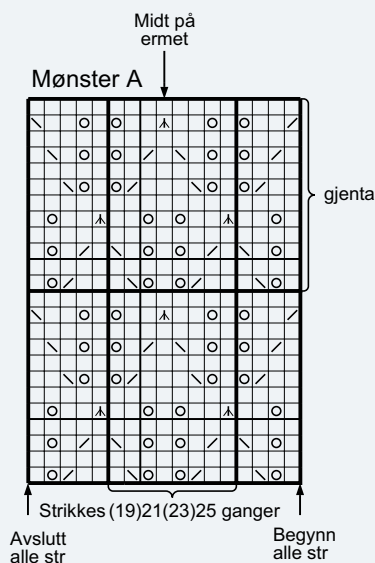 Midt på
ermet
Mønster A
gjenta
Strikkes (19)21(23)25 ganger
Avslutt
alle str
Begynn
alle str